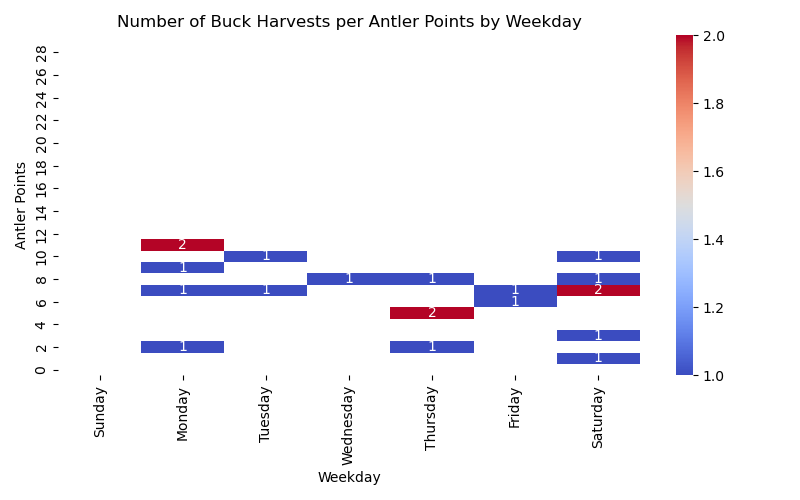 Number of Buck Harvests per Antler Points by Weekday
2.0
28
26
1.8
24
22
20
1.6
18
16
14
1.4
12
2
10
1 1
1
8
1 1 1
1 1 1 2
6
1
1.2
2
4
1
2
1 1
1
0
1.0
Antler Points
Sunday
Monday
Tuesday
Wednesday
Thursday
Friday
Saturday
Weekday